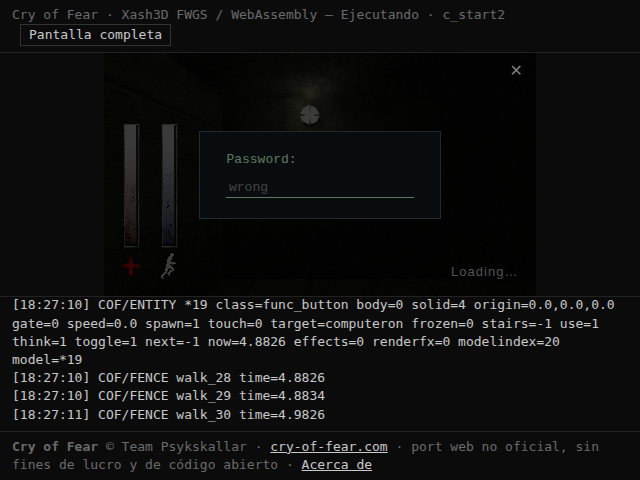 Cry of Fear · Xash3D FWGS / WebAssembly — Ejecutando · c_start2
Pantalla completa
×
Password:
wrong
Loading...
[18:27:10] COF/ENTITY *19 class=func_button body=0 solid=4 origin=0.0,0.0,0.0
gate=0 speed=0.0 spawn=1 touch=0 target=computeron frozen=0 stairs=-1 use=1
think=1 toggle=1 next=-1 now=4.8826 effects=0 renderfx=0 modelindex=20
model=*19
[18:27:10] COF/FENCE walk_28 time=4.8826
[18:27:10] COF/FENCE walk_29 time=4.8834
[18:27:11] COF/FENCE walk_30 time=4.9826
Cry of Fear © Team Psykskallar · cry-of-fear.com · port web no oficial, sin
fines de lucro y de código abierto · Acerca de